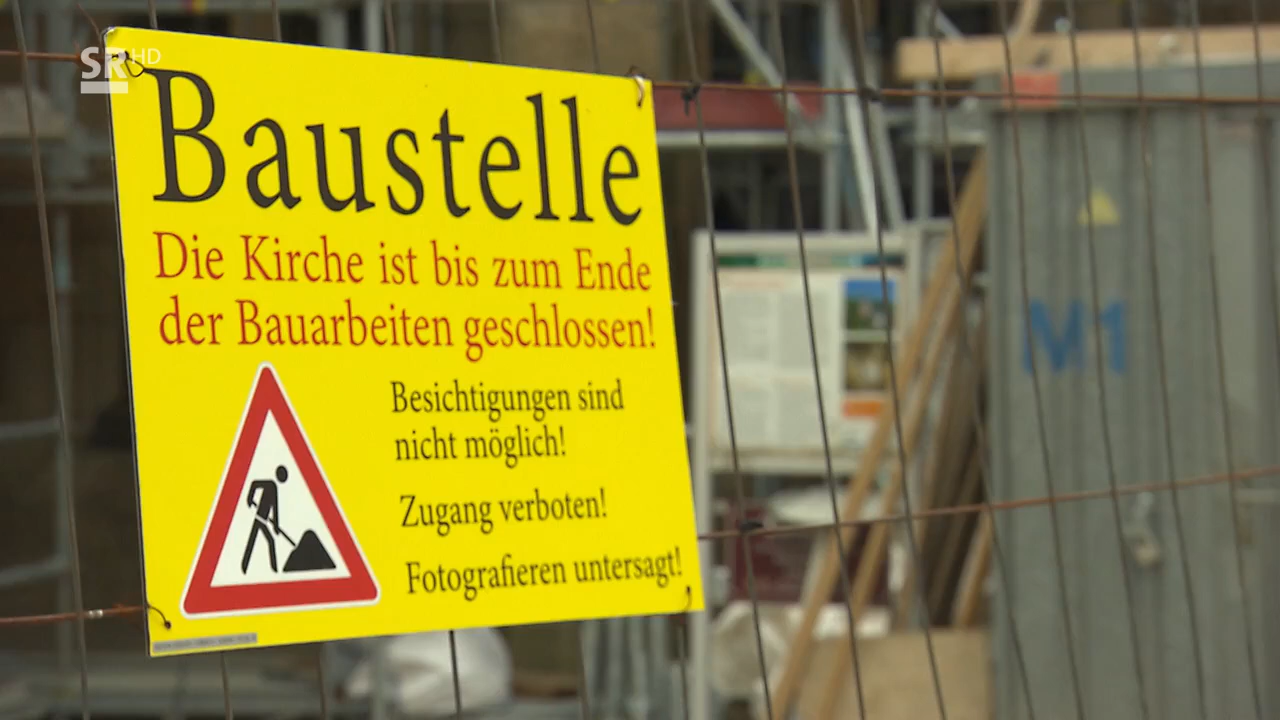 SR HD
Baustelle
Die Kirche ist bis zum Ende
der Bauarbeiten geschlossen!
Besichtigungen sind
nicht möglich!
Zugang verboten!
Fotografieren untersagt!
M1